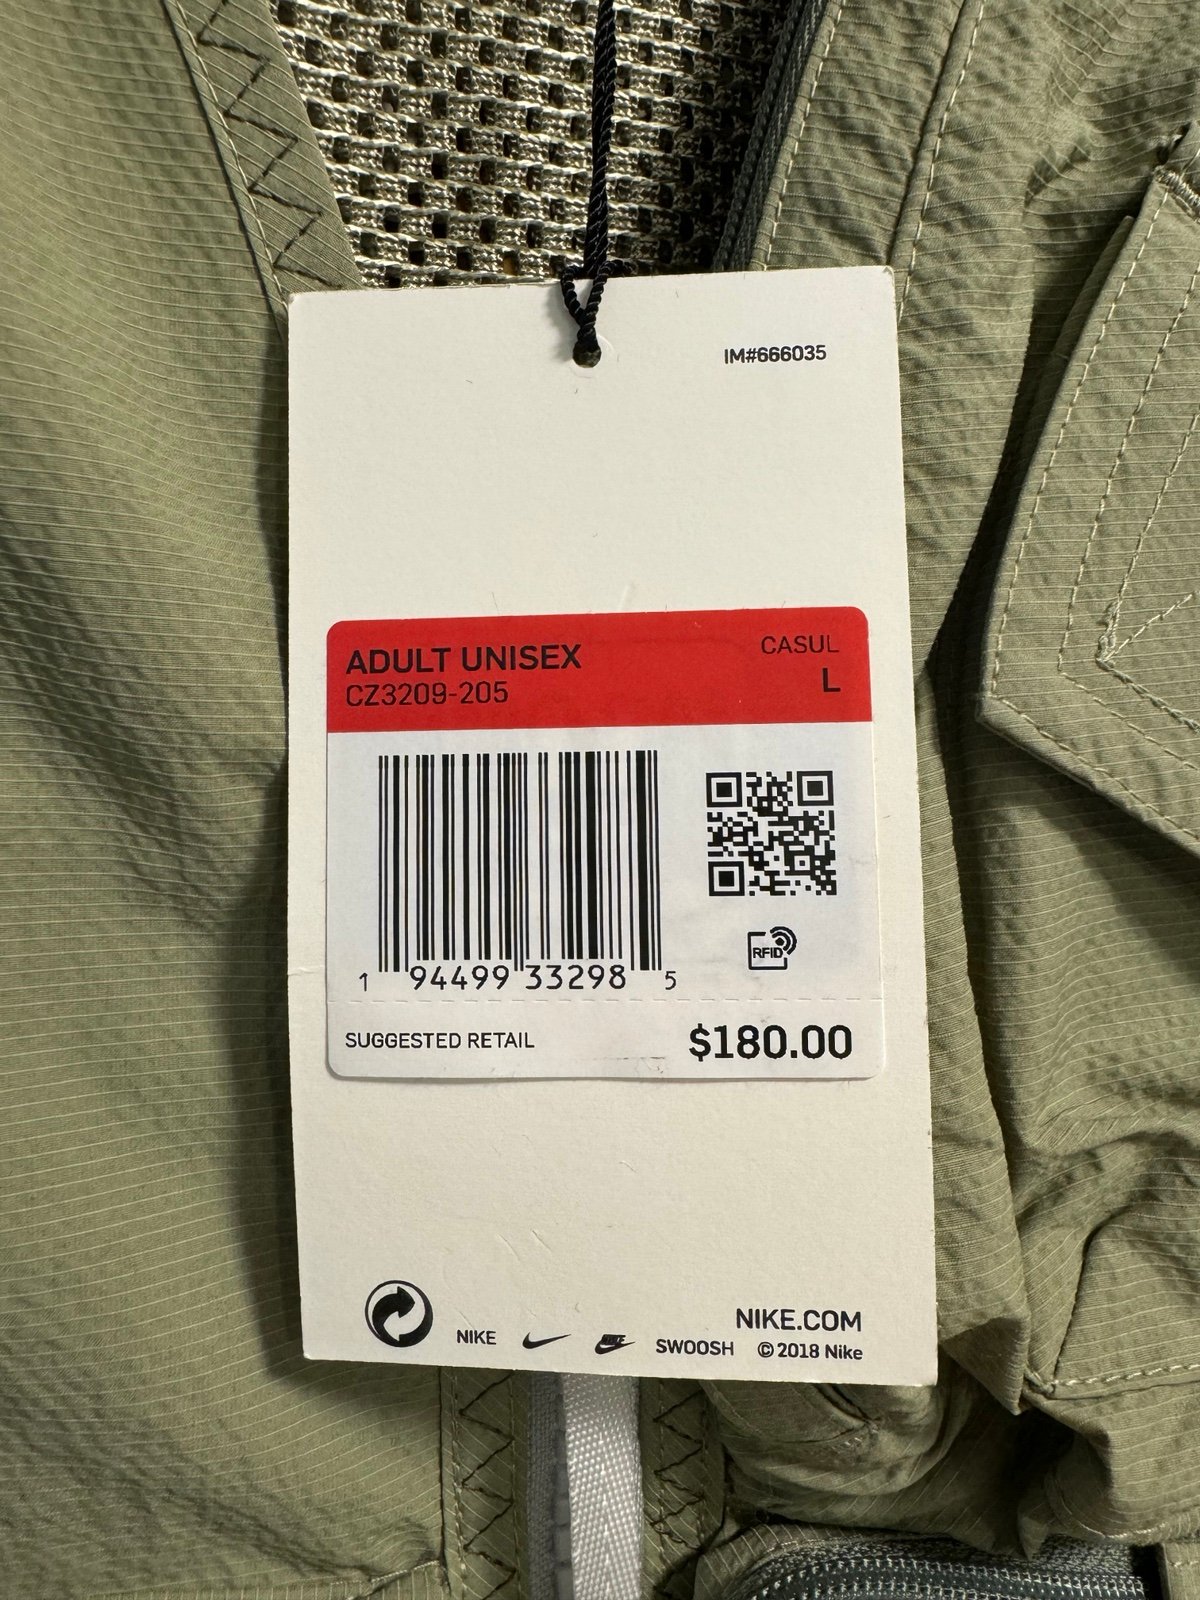 IM#666035
ADULT UNISEX
CZ3209-205
CASUL
L
1 94499 33298 5
RFID
SUGGESTED RETAIL
$180.00
NIKE NIKE SWOOSH
NIKE.COM
©2018 Nike